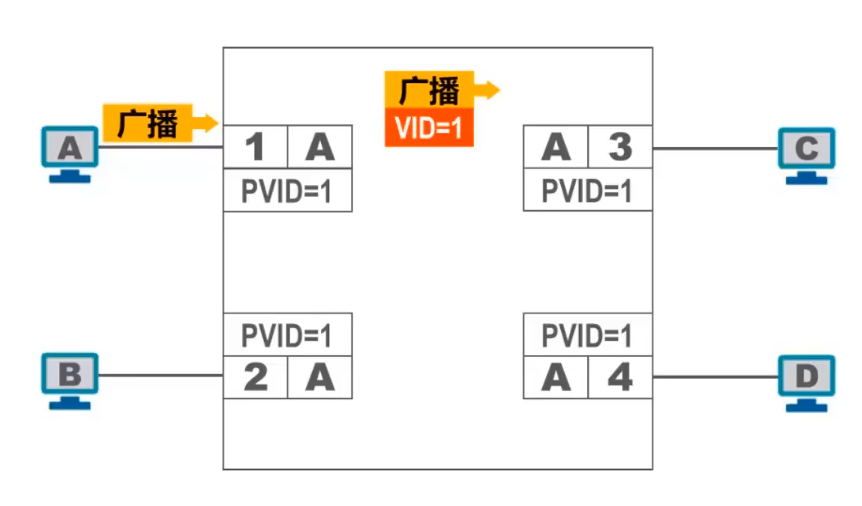 广播
VID=1
广播
A
1 A
PVID=1
A 3
PVID=1
C
PVID=1
2 A
B
PVID=1
A 4
D